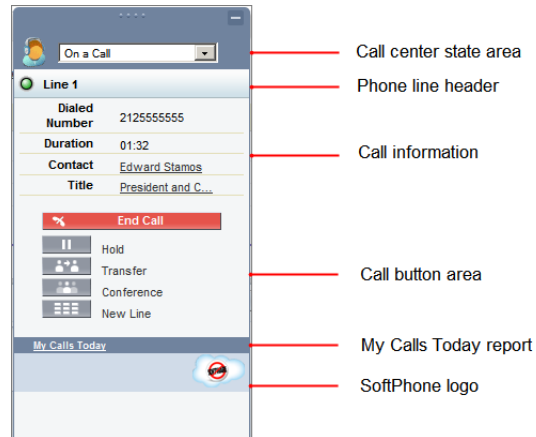 On a Call
Call center state area
Line 1
Phone line header
Dialed
Number
2125555555
Duration
01:32
Call information
Contact
Edward Stamos
Title
President and C...
End Call
Hold
Transfer
Call button area
Conference
New Line
My Calls Today
My Calls Today report
SoftPhone logo